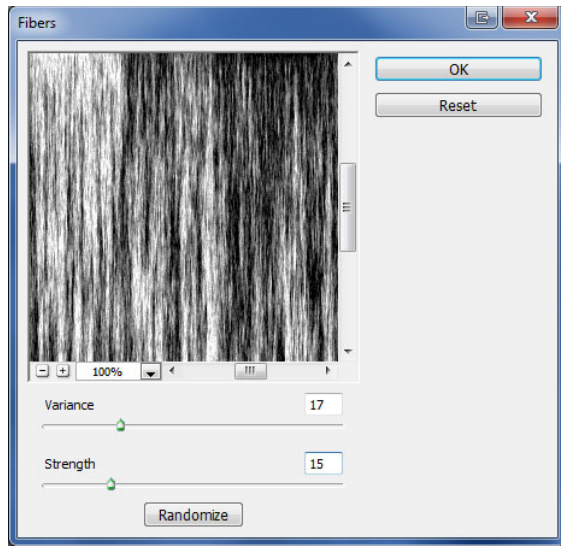 Fibers
OK
Reset
100%
Variance
17
Strength
15
Randomize